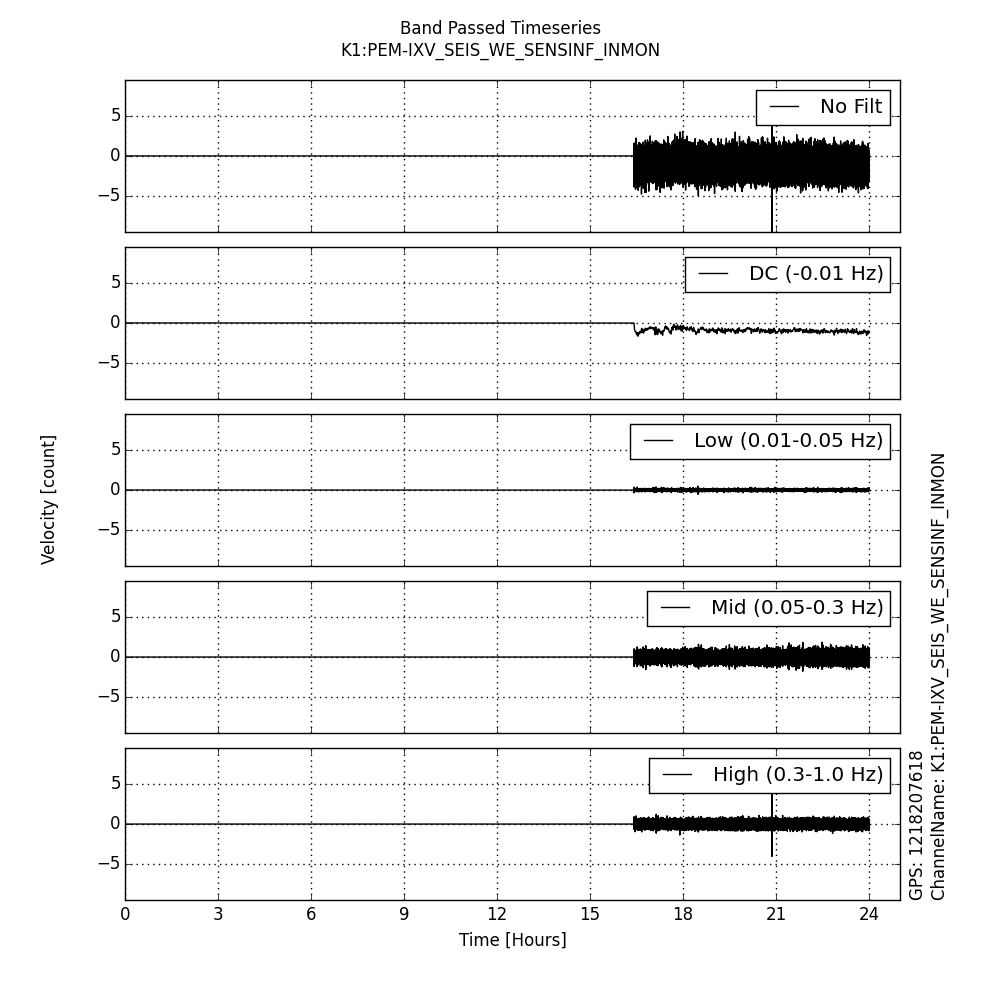 Band Passed Timeseries
K1:PEM-IXV_SEIS_WE_SENSINF_INMON
5
0
−5
No Filt
5
0
−5
DC (-0.01 Hz)
5
0
−5
Low (0.01-0.05 Hz)
5
0
−5
Mid (0.05-0.3 Hz)
5
0
−5
High (0.3-1.0 Hz)
0 3 6 9 12 15 18 21 24
Time [Hours]
Velocity [count]
GPS: 1218207618
ChannelName: K1:PEM-IXV_SEIS_WE_SENSINF_INMON